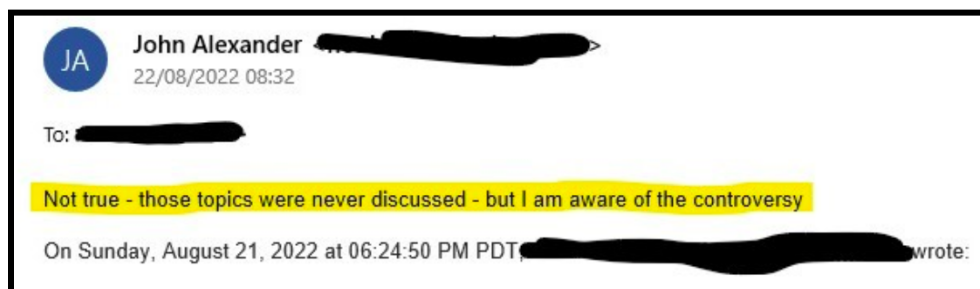 JA
John Alexander
22/08/2022 08:32
To:
Not true - those topics were never discussed - but I am aware of the controversy
On Sunday, August 21, 2022 at 06:24:50 PM PDT, wrote: